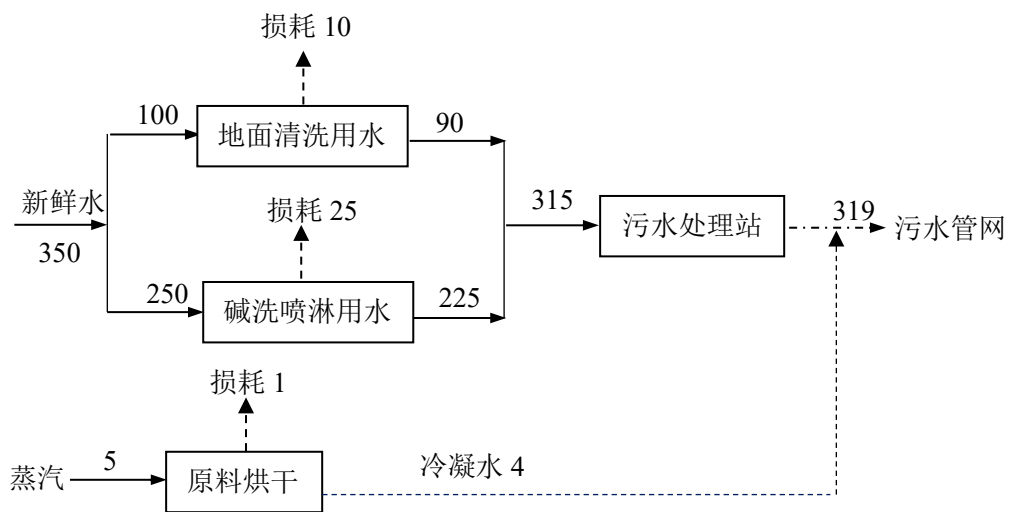 损耗 10
100
地面清洗用水
90
新鲜水
350
损耗 25
315
污水处理站
319
污水管网
250
碱洗喷淋用水
225
损耗 1
蒸汽
5
原料烘干
冷凝水 4